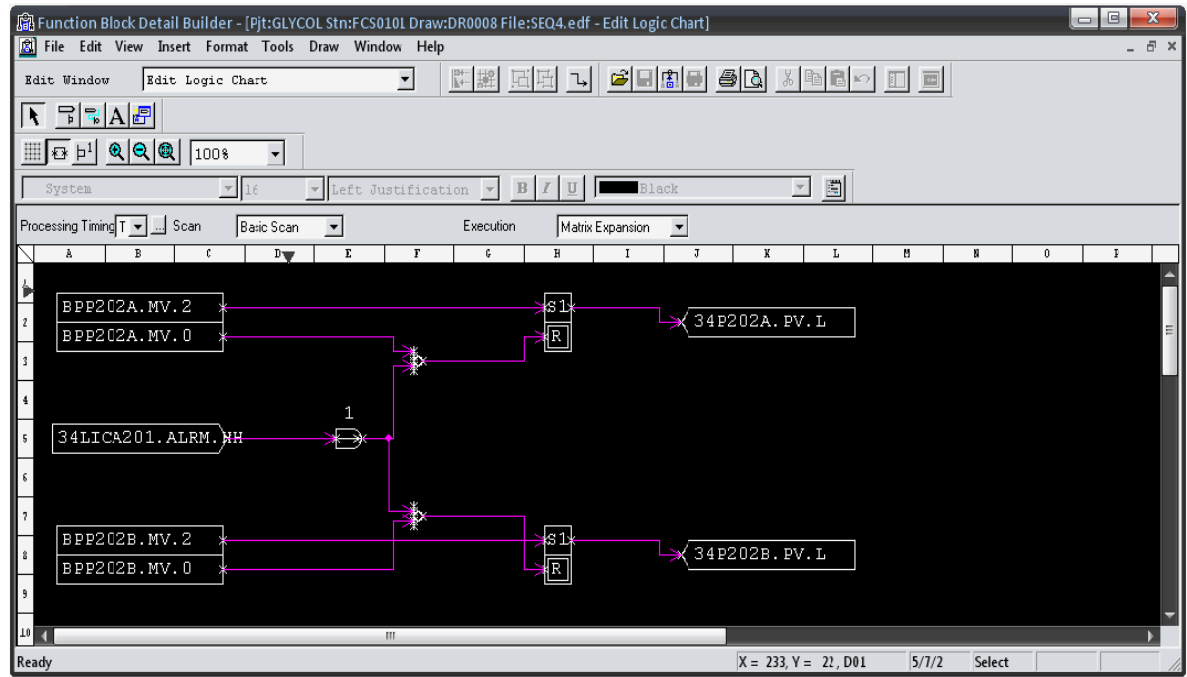 Function Block Detail Builder - [Pjt:GLYCOL Stn:FCS0101 Draw:DR0008 File:SEQ4.edf - Edit Logic Chart]
File Edit View Insert Format Tools Draw Window Help
Edit Window Edit Logic Chart
A
100%
System 16 Left Justification B I U Black
Processing Timing T ... Scan Basic Scan Execution Matrix Expansion
A B C D E F G H I J K L M N O P
1
2
3
4
5
6
7
8
9
10
BPP202A.MV.2
BPP202A.MV.0
S1
R
34P202A.PV.L
1
34LICA201.ALRM.HH
BPP202B.MV.2
BPP202B.MV.0
S1
R
34P202B.PV.L
Ready X = 233, Y = 22, D01 5/7/2 Select